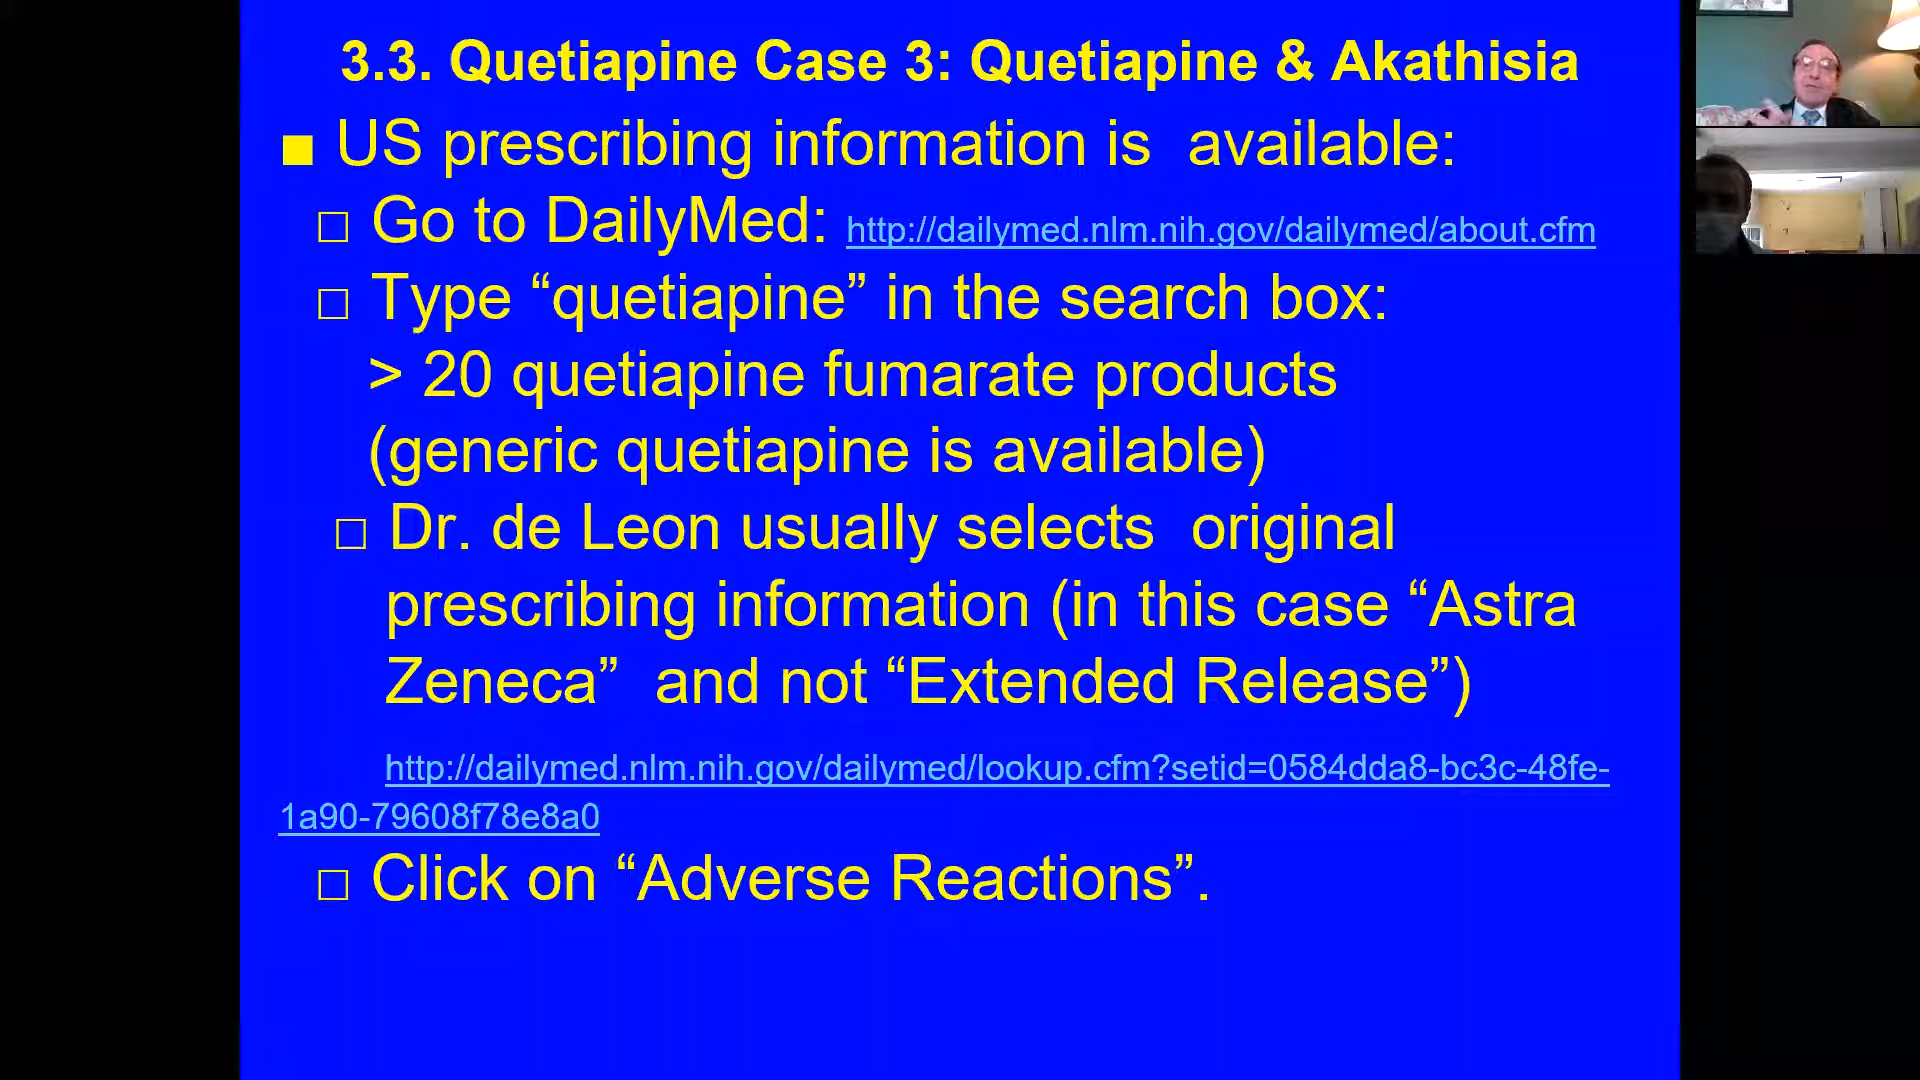 3.3. Quetiapine Case 3: Quetiapine & Akathisia
■ US prescribing information is available:
□ Go to DailyMed: http://dailymed.nlm.nih.gov/dailymed/about.cfm
□ Type “quetiapine” in the search box:
> 20 quetiapine fumarate products
(generic quetiapine is available)
□ Dr. de Leon usually selects original
prescribing information (in this case “Astra
Zeneca” and not “Extended Release”)
http://dailymed.nlm.nih.gov/dailymed/lookup.cfm?setid=0584dda8-bc3c-48fe-
1a90-79608f78e8a0
□ Click on “Adverse Reactions”.